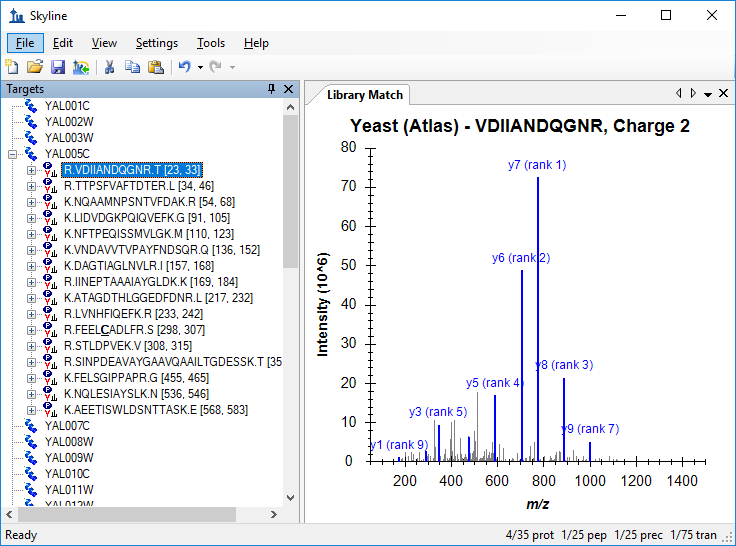 Skyline
File Edit View Settings Tools Help
Targets
YAL001C
YAL002W
YAL003W
YAL005C
R.VDIIANDQGNR.T [23, 33]
R.TTPSFVAFTDTER.L [34, 46]
K.NQAAMNPSNTVFDAK.R [54, 68]
K.LIDVDGKPQIQVEFK.G [91, 105]
K.NFTPEQISSMVLGK.M [110, 123]
K.VNDAVVTVPAYFNDSQR.Q [136, 152]
K.DAGTIAGLNVLR.I [157, 168]
R.IINEPTAAAIAYGLDK.K [169, 184]
K.ATAGDTHLGGEDFDNR.L [217, 232]
R.LVNHFIQEFK.R [233, 242]
R.FEELCADLFR.S [298, 307]
R.STLDPVEK.V [308, 315]
R.SINPDEAVAYGAAVQAAILTGDESSK.T [35
K.FELSGIPPAPR.G [455, 465]
K.NQLESIAYSLK.N [536, 546]
K.AEETISWLDSNTTASK.E [568, 583]
YAL007C
YAL008W
YAL009W
YAL010C
YAL011W
YAL012W
Library Match
Yeast (Atlas) - VDIIANDQGNR, Charge 2
Intensity (10^6)
80
70
60
50
40
30
20
10
0
y7 (rank 1)
y6 (rank 2)
y8 (rank 3)
y5 (rank 4)
y3 (rank 5)
y9 (rank 7)
y1 (rank 9)
200 400 600 800 1000 1200 1400
m/z
Ready
4/35 prot 1/25 pep 1/25 prec 1/75 tran